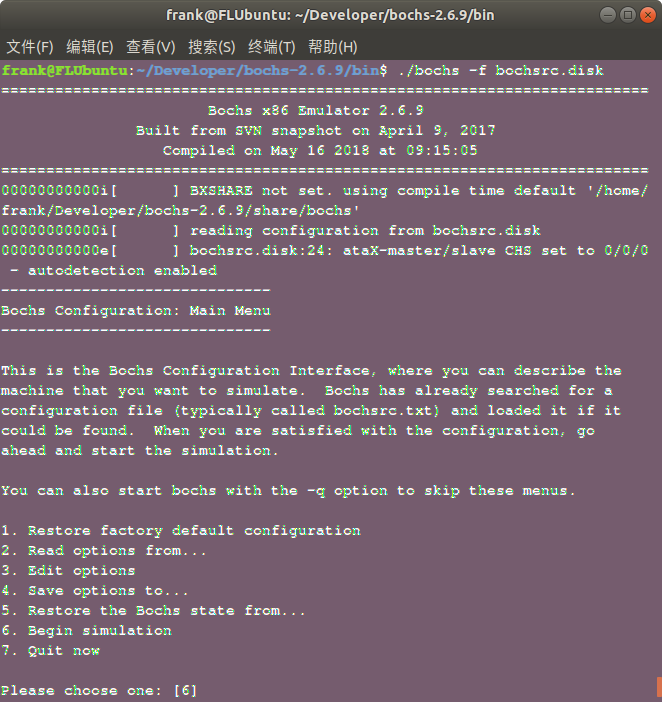 frank@FLUbuntu: ~/Developer/bochs-2.6.9/bin
文件(F) 编辑(E) 查看(V) 搜索(S) 终端(T) 帮助(H)
frank@FLUbuntu:~/Developer/bochs-2.6.9/bin$ ./bochs -f bochsrc.disk
========================================================================
Bochs x86 Emulator 2.6.9
Built from SVN snapshot on April 9, 2017
Compiled on May 16 2018 at 09:15:05
========================================================================
00000000000i[      ] BXSHARE not set. using compile time default '/home/
frank/Developer/bochs-2.6.9/share/bochs'
00000000000i[      ] reading configuration from bochsrc.disk
00000000000e[      ] bochsrc.disk:24: ataX-master/slave CHS set to 0/0/0
 - autodetection enabled
------------------------------
Bochs Configuration: Main Menu
------------------------------
This is the Bochs Configuration Interface, where you can describe the
machine that you want to simulate.  Bochs has already searched for a
configuration file (typically called bochsrc.txt) and loaded it if it
could be found.  When you are satisfied with the configuration, go
ahead and start the simulation.
You can also start bochs with the -q option to skip these menus.
1. Restore factory default configuration
2. Read options from...
3. Edit options
4. Save options to...
5. Restore the Bochs state from...
6. Begin simulation
7. Quit now
Please choose one: [6]